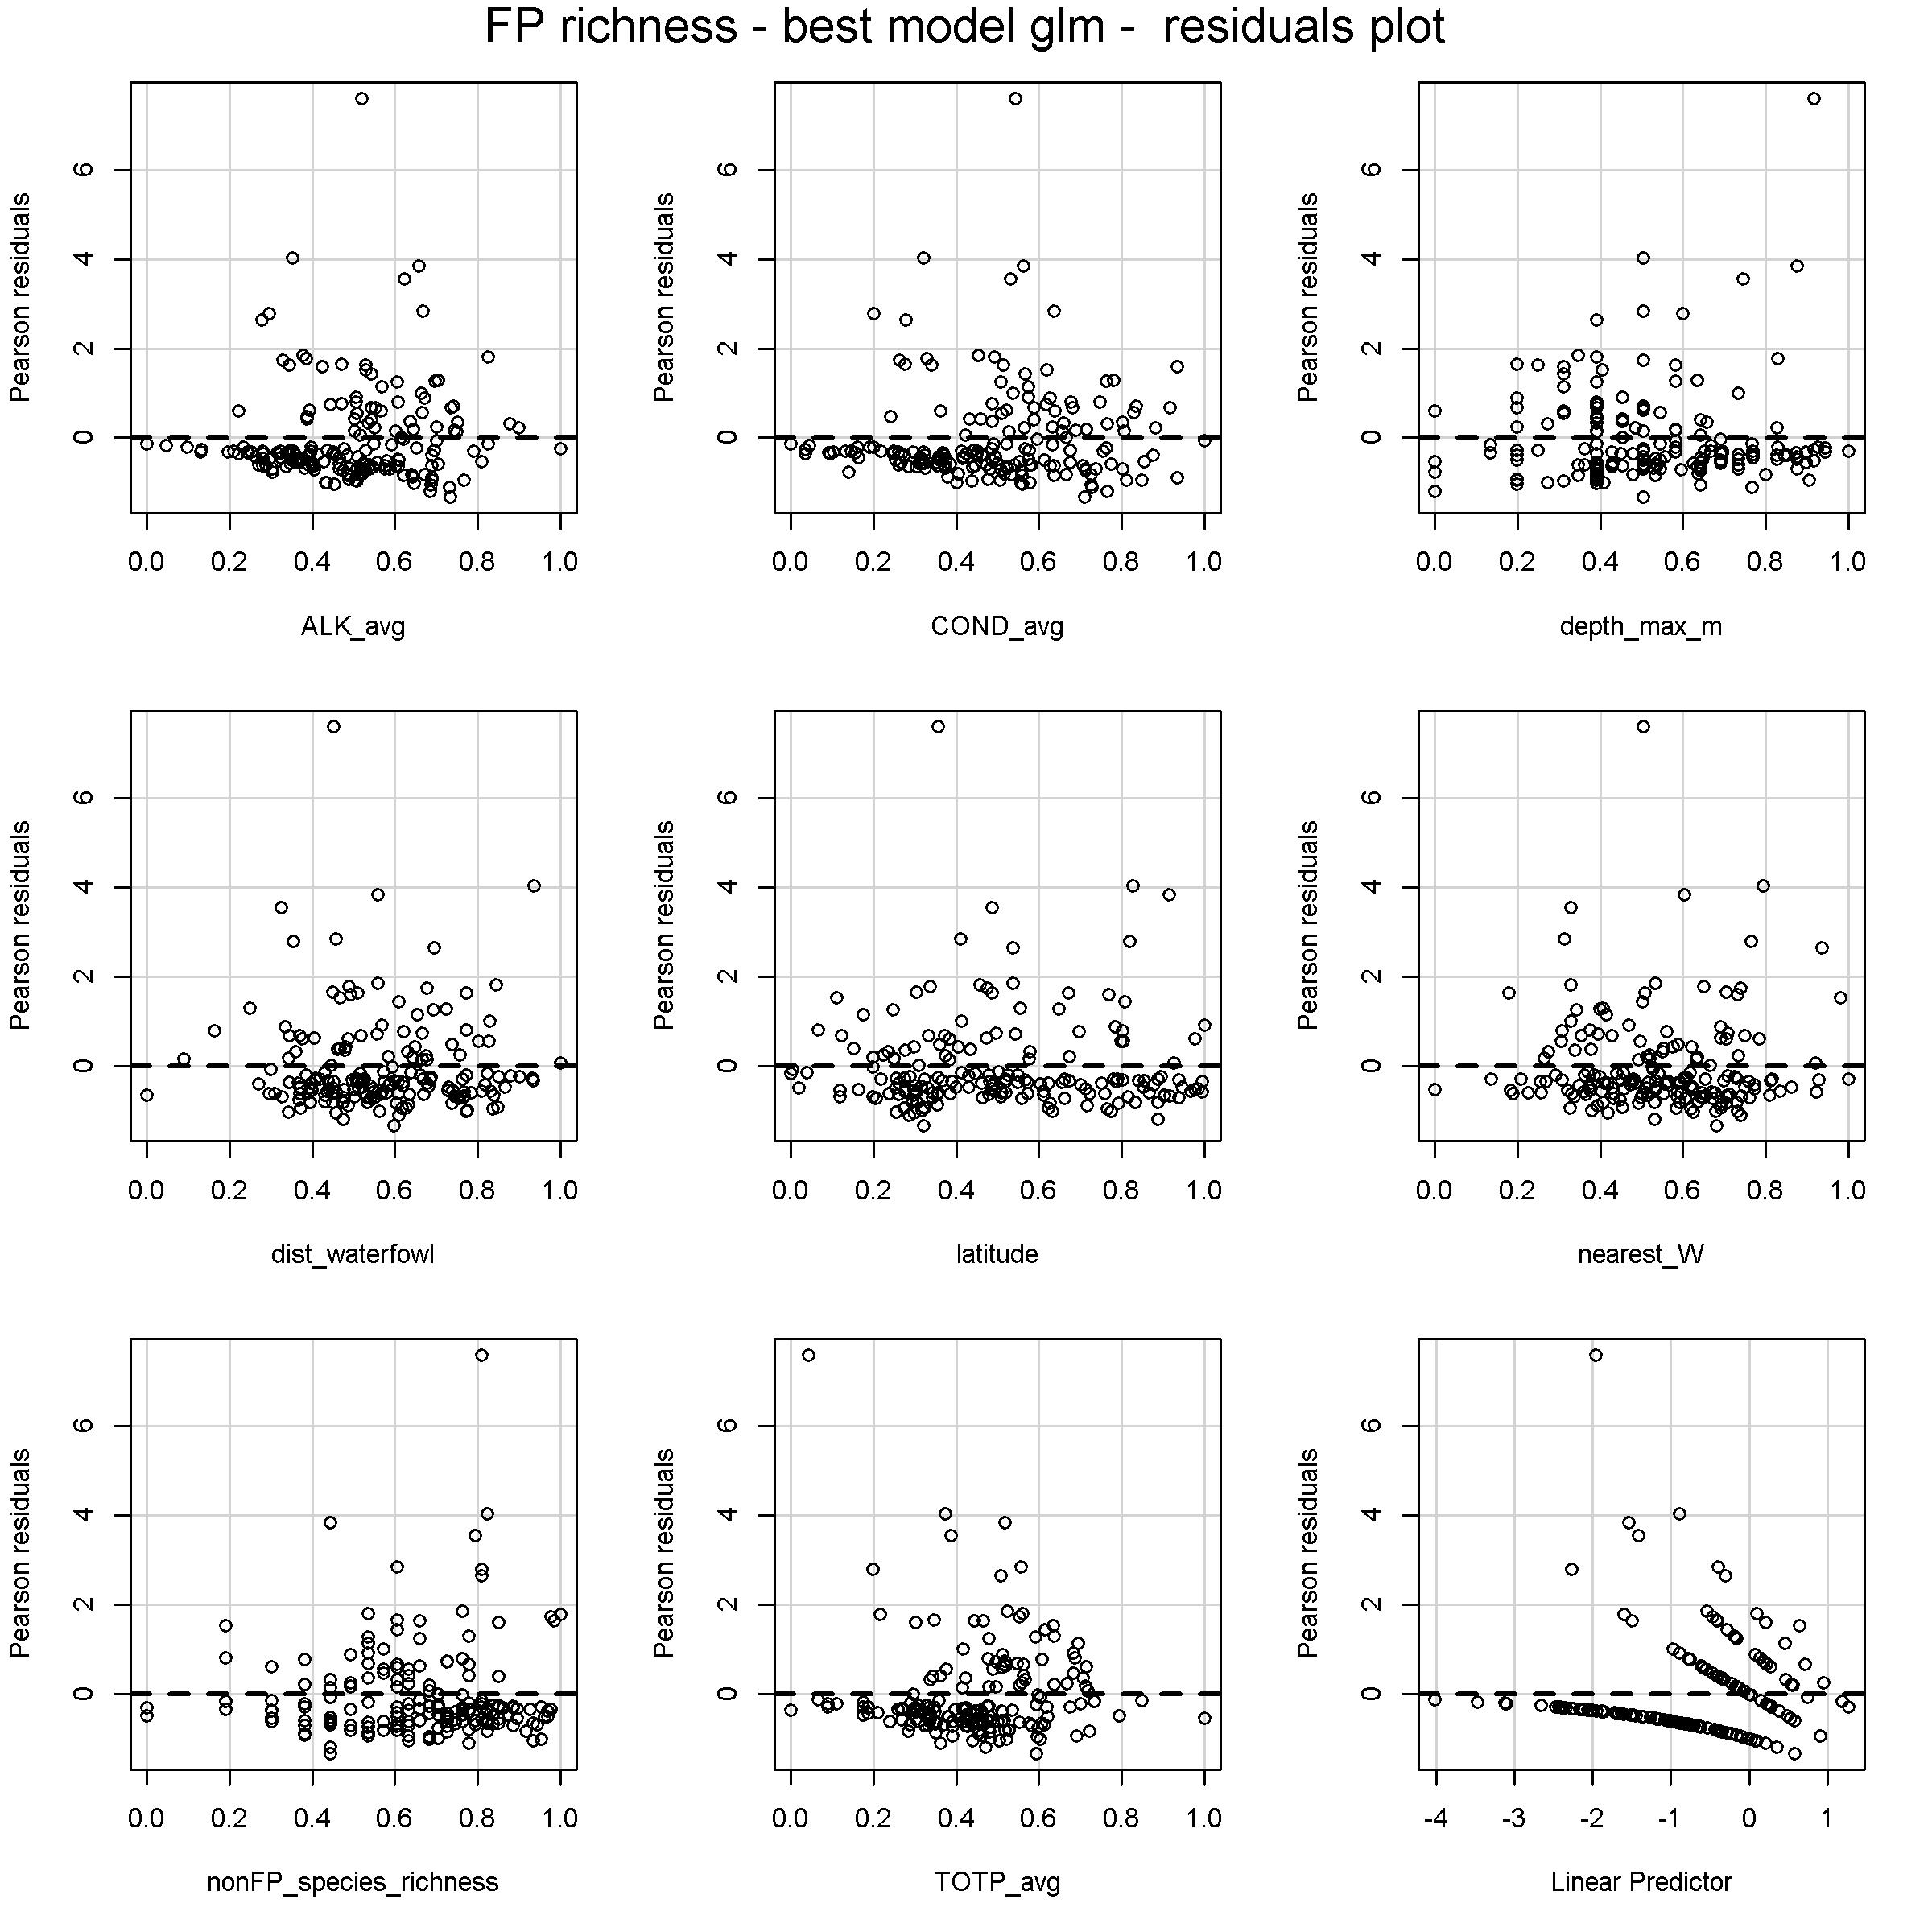 FP richness - best model glm -  residuals plot
Pearson residuals
0 2 4 6
0.0 0.2 0.4 0.6 0.8 1.0
ALK_avg
Pearson residuals
0 2 4 6
0.0 0.2 0.4 0.6 0.8 1.0
COND_avg
Pearson residuals
0 2 4 6
0.0 0.2 0.4 0.6 0.8 1.0
depth_max_m
Pearson residuals
0 2 4 6
0.0 0.2 0.4 0.6 0.8 1.0
dist_waterfowl
Pearson residuals
0 2 4 6
0.0 0.2 0.4 0.6 0.8 1.0
latitude
Pearson residuals
0 2 4 6
0.0 0.2 0.4 0.6 0.8 1.0
nearest_W
Pearson residuals
0 2 4 6
0.0 0.2 0.4 0.6 0.8 1.0
nonFP_species_richness
Pearson residuals
0 2 4 6
0.0 0.2 0.4 0.6 0.8 1.0
TOTP_avg
Pearson residuals
0 2 4 6
-4 -3 -2 -1 0 1
Linear Predictor